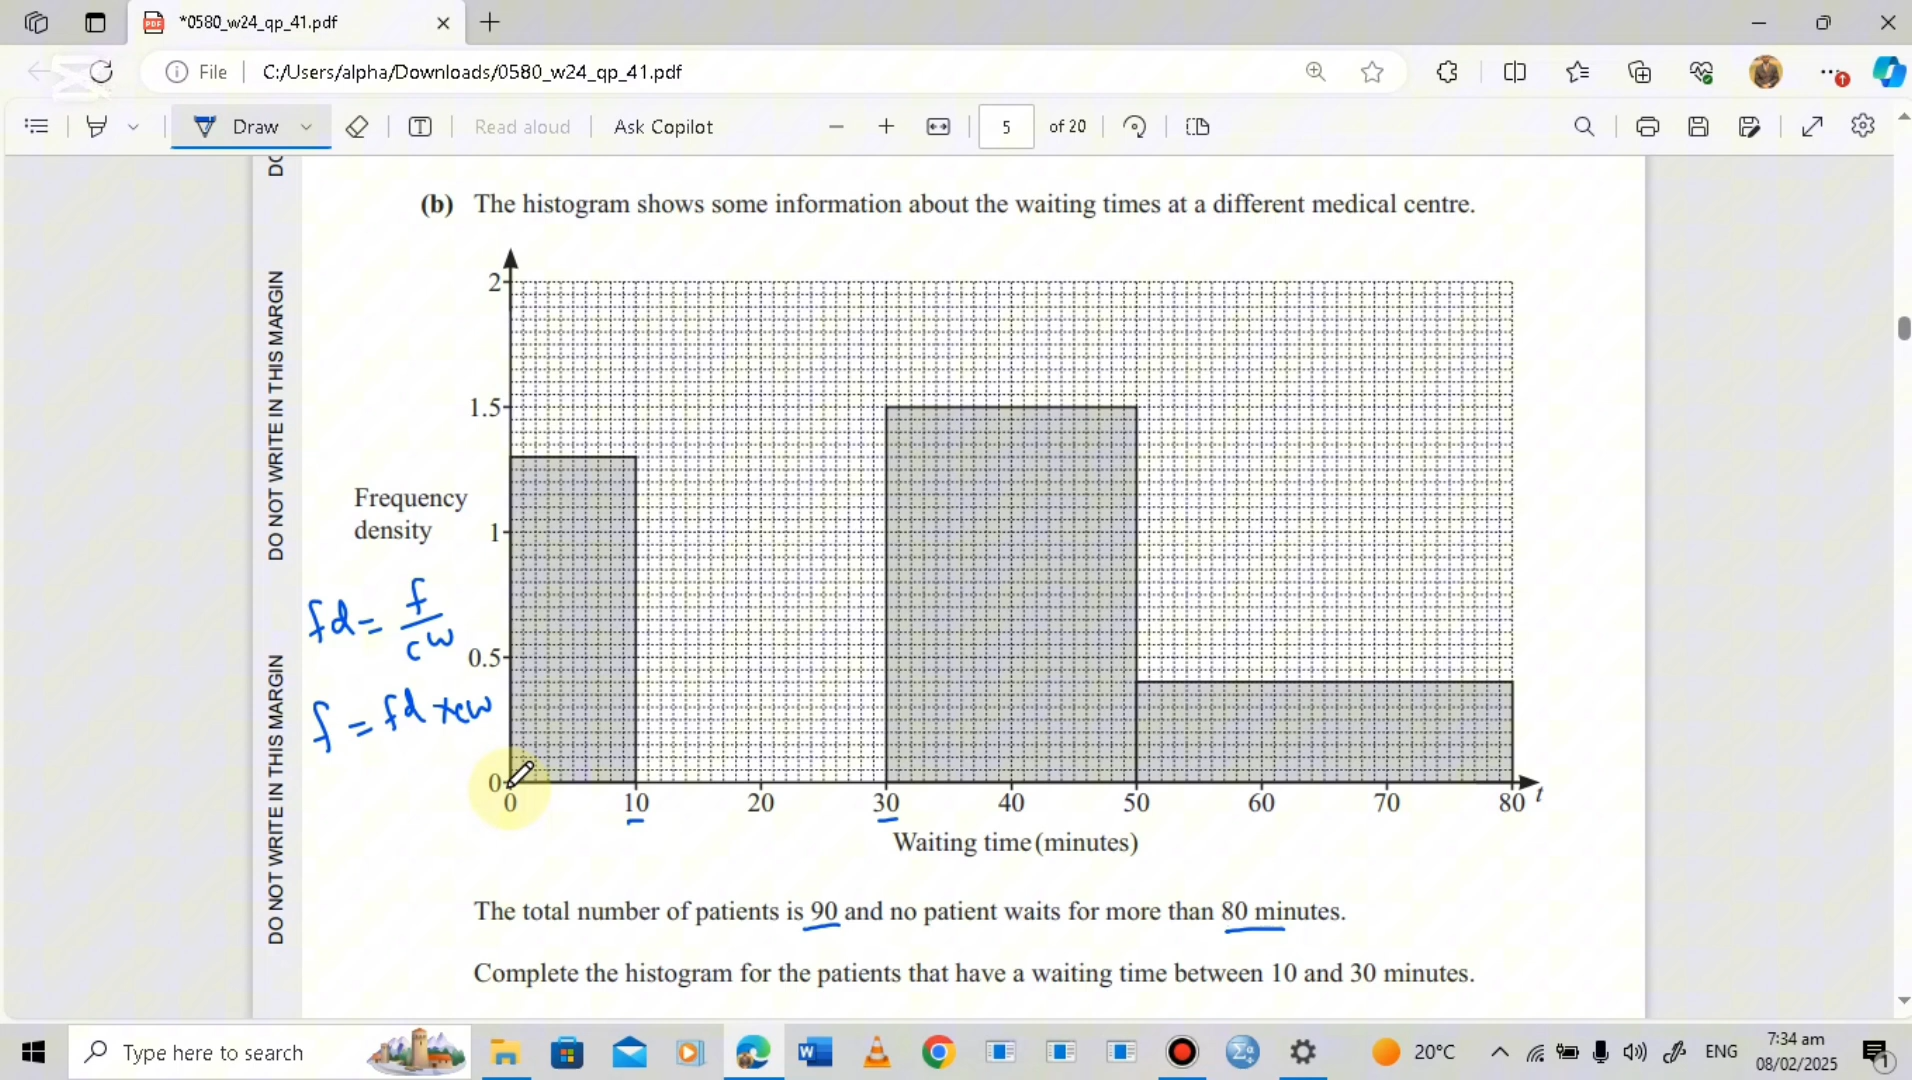 *0580_w24_qp_41.pdf
File C:/Users/alpha/Downloads/0580_w24_qp_41.pdf
Draw Read aloud Ask Copilot 5 of 20
DO NOT WRITE IN THIS MARGIN
DO NOT WRITE IN THIS MARGIN
(b) The histogram shows some information about the waiting times at a different medical centre.
2
1.5
Frequency
density
1
0.5
0
fd = f/cw
f = fd × cw
0 10 20 30 40 50 60 70 80 t
Waiting time (minutes)
The total number of patients is 90 and no patient waits for more than 80 minutes.
Complete the histogram for the patients that have a waiting time between 10 and 30 minutes.
Type here to search
20°C
ENG
7:34 am
08/02/2025
1